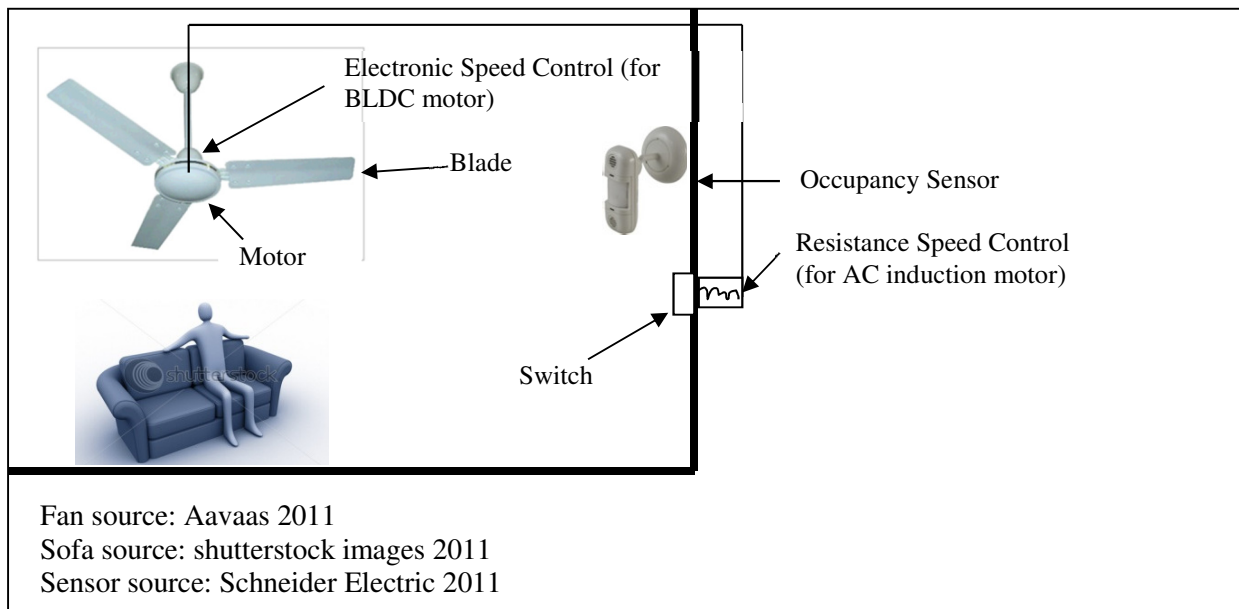 Electronic Speed Control (for
BLDC motor)
Blade
Motor
Occupancy Sensor
Resistance Speed Control
(for AC induction motor)
Switch
shutterstock
Fan source: Aavaas 2011
Sofa source: shutterstock images 2011
Sensor source: Schneider Electric 2011